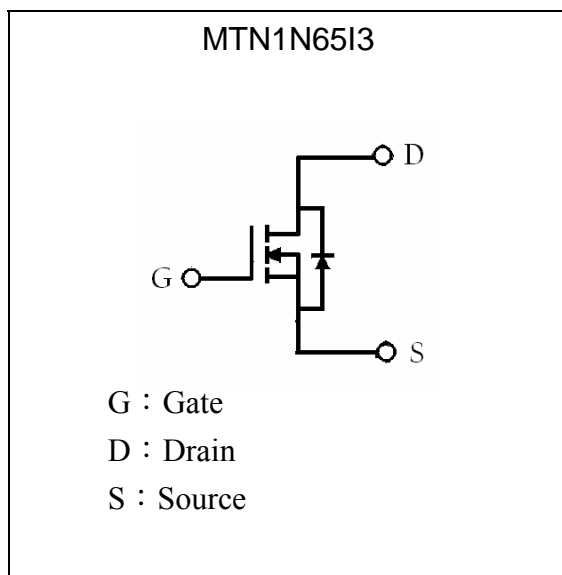 MTN1N65I3
D
G
S
G：Gate
D：Drain
S：Source